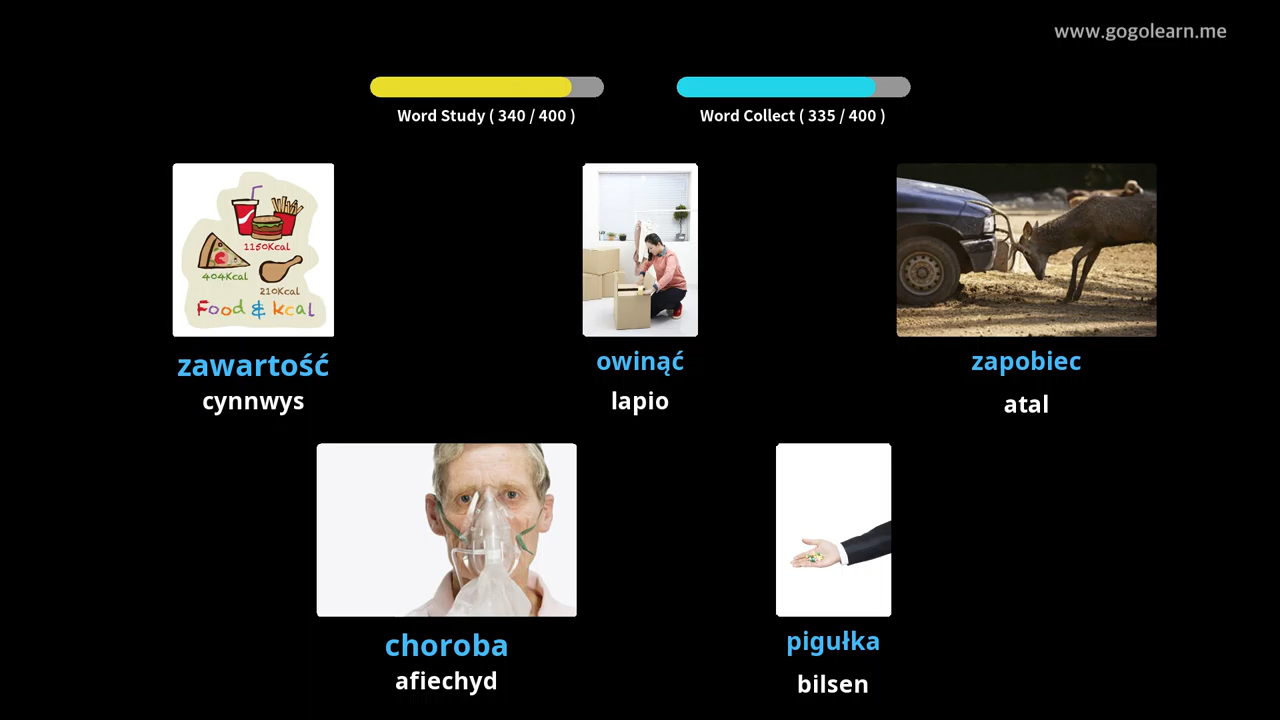 www.gogolearn.me
Word Study ( 340 / 400 )
Word Collect ( 335 / 400 )
1150Kcal
404Kcal
210Kcal
Food & kcal
zawartość
cynnwys
owinąć
lapio
zapobiec
atal
choroba
afiechyd
pigułka
bilsen